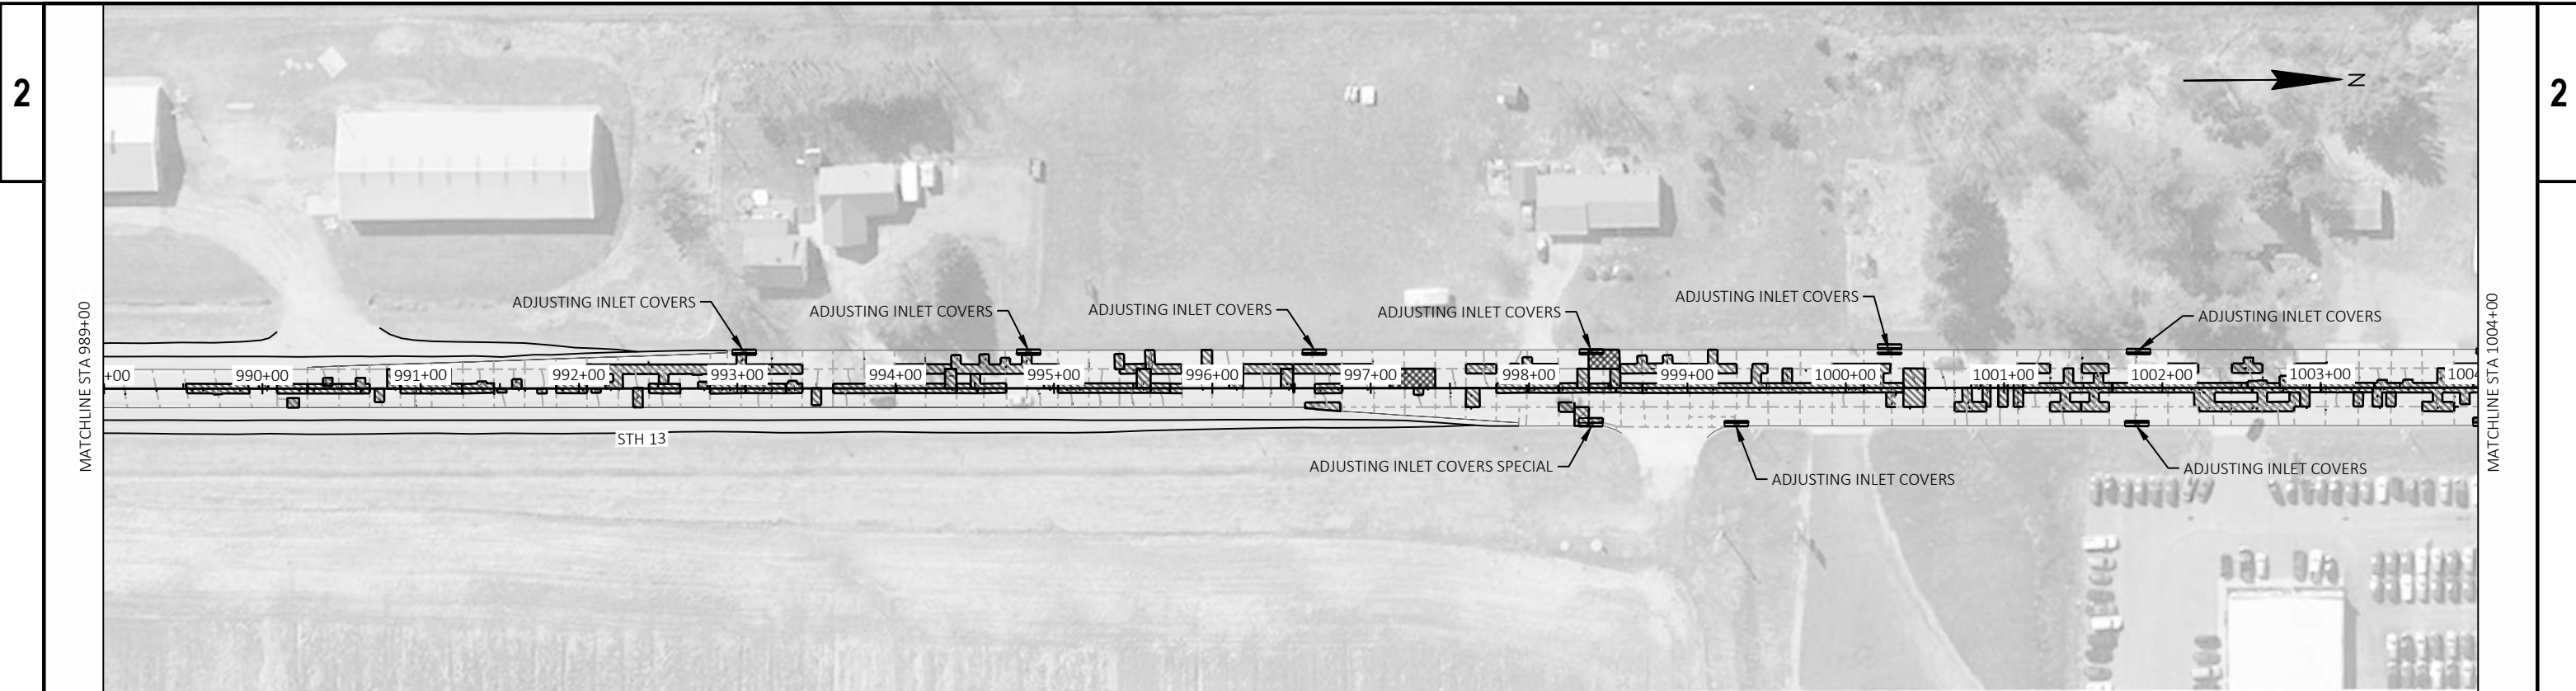 2
2
N
ADJUSTING INLET COVERS
ADJUSTING INLET COVERS
ADJUSTING INLET COVERS
ADJUSTING INLET COVERS
ADJUSTING INLET COVERS
ADJUSTING INLET COVERS
MATCHLINE STA 989+00
+00
990+00
991+00
992+00
993+00
994+00
995+00
996+00
997+00
998+00
999+00
1000+00
1001+00
1002+00
1003+00
1004
MATCHLINE STA 1004+00
STH 13
ADJUSTING INLET COVERS SPECIAL
ADJUSTING INLET COVERS
ADJUSTING INLET COVERS